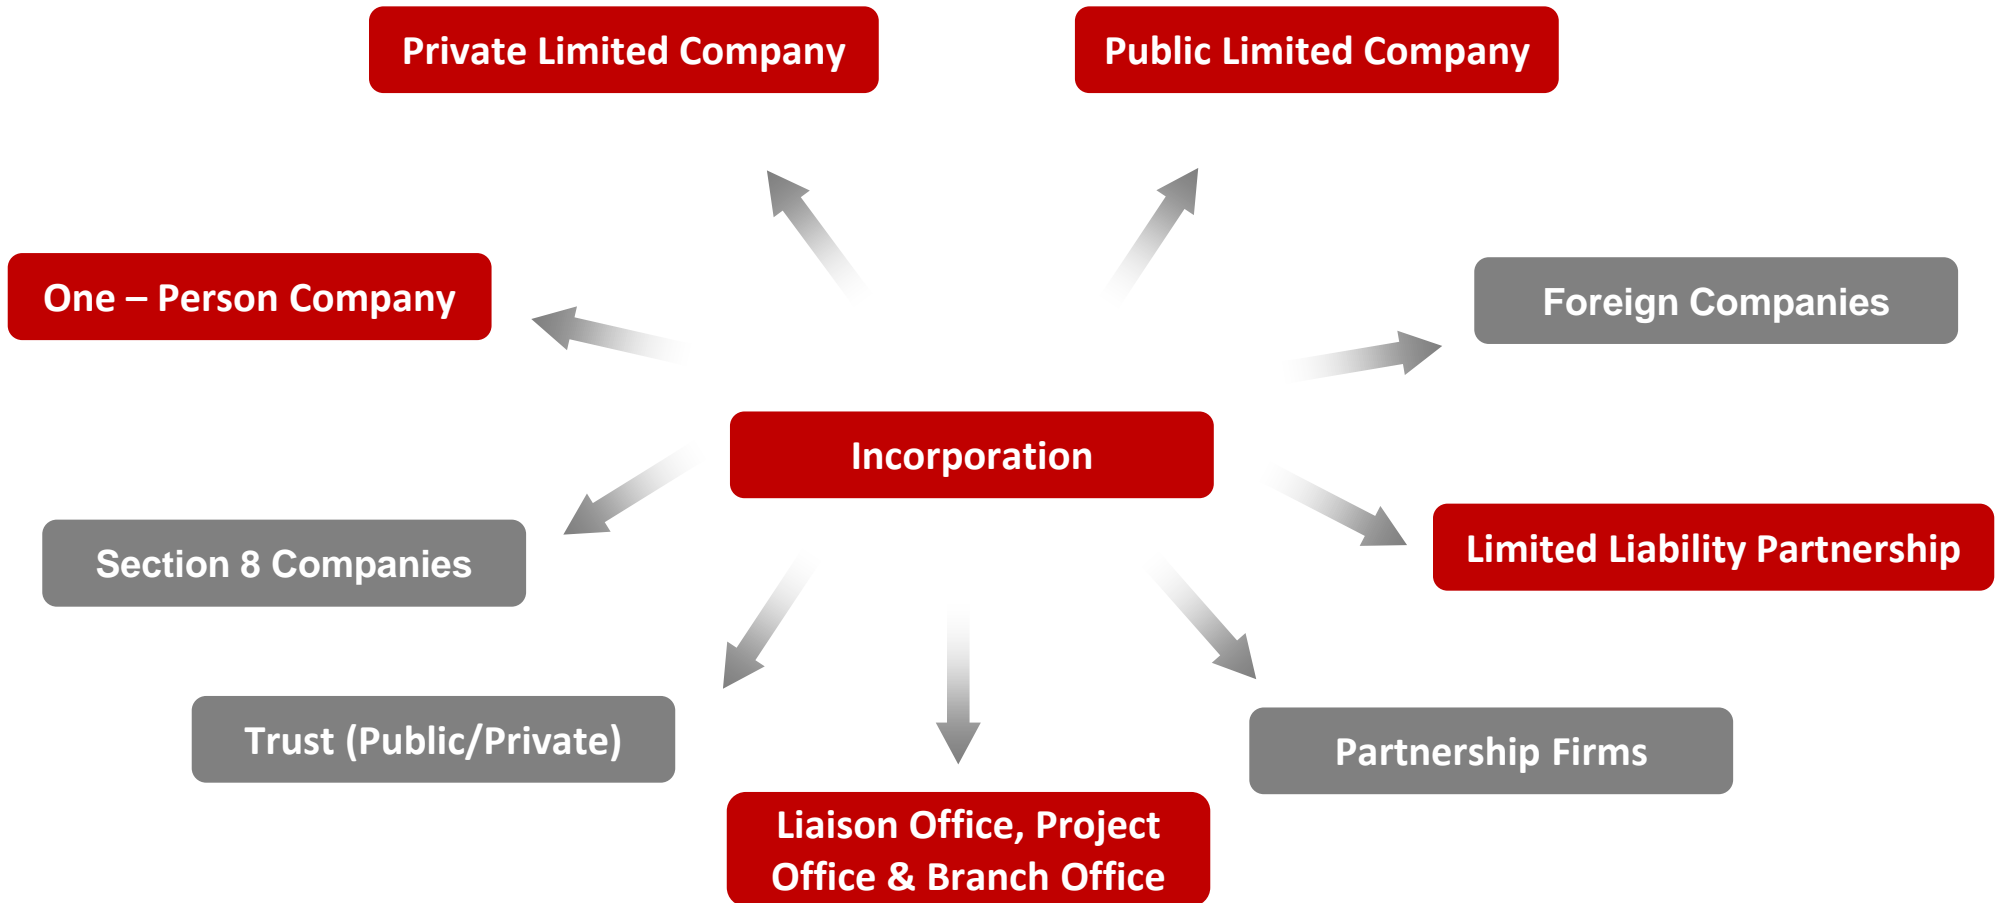 Private Limited Company
Public Limited Company
One – Person Company
Foreign Companies
Incorporation
Limited Liability Partnership
Section 8 Companies
Trust (Public/Private)
Partnership Firms
Liaison Office, Project
Office & Branch Office